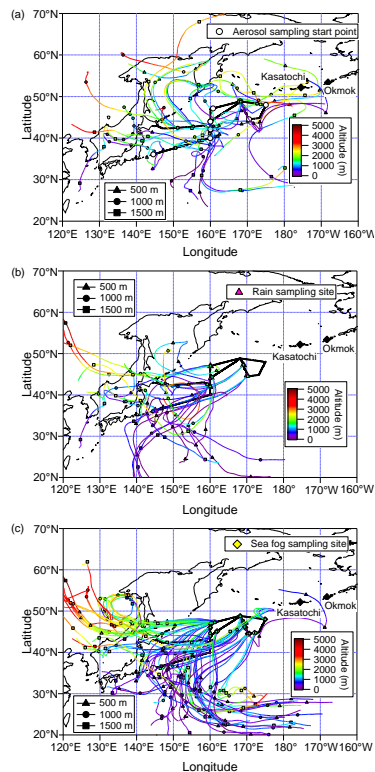 (a)
70°N
60°N
50°N
40°N
30°N
20°N
Latitude
Aerosol sampling start point
Kasatochi
Okmok
5000
4000
3000
2000
1000
0
Altitude (m)
500 m
1000 m
1500 m
120°E 130°E 140°E 150°E 160°E 170°E 180° 170°W 160°W
Longitude
(b)
70°N
60°N
50°N
40°N
30°N
20°N
Latitude
500 m
1000 m
1500 m
Rain sampling site
Kasatochi
Okmok
5000
4000
3000
2000
1000
0
Altitude (m)
120°E 130°E 140°E 150°E 160°E 170°E 180° 170°W 160°W
Longitude
(c)
70°N
60°N
50°N
40°N
30°N
20°N
Latitude
Sea fog sampling site
Kasatochi
Okmok
5000
4000
3000
2000
1000
0
Altitude (m)
500 m
1000 m
1500 m
120°E 130°E 140°E 150°E 160°E 170°E 180° 170°W 160°W
Longitude